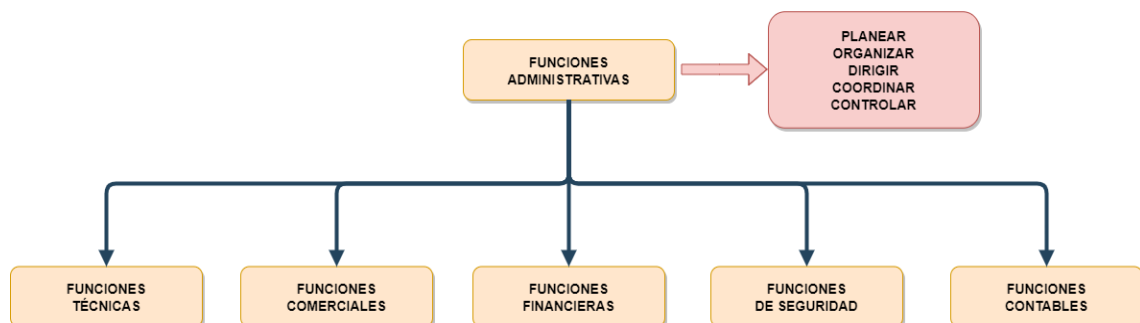 FUNCIONES
ADMINISTRATIVAS
PLANEAR
ORGANIZAR
DIRIGIR
COORDINAR
CONTROLAR
FUNCIONES
TÉCNICAS
FUNCIONES
COMERCIALES
FUNCIONES
FINANCIERAS
FUNCIONES
DE SEGURIDAD
FUNCIONES
CONTABLES